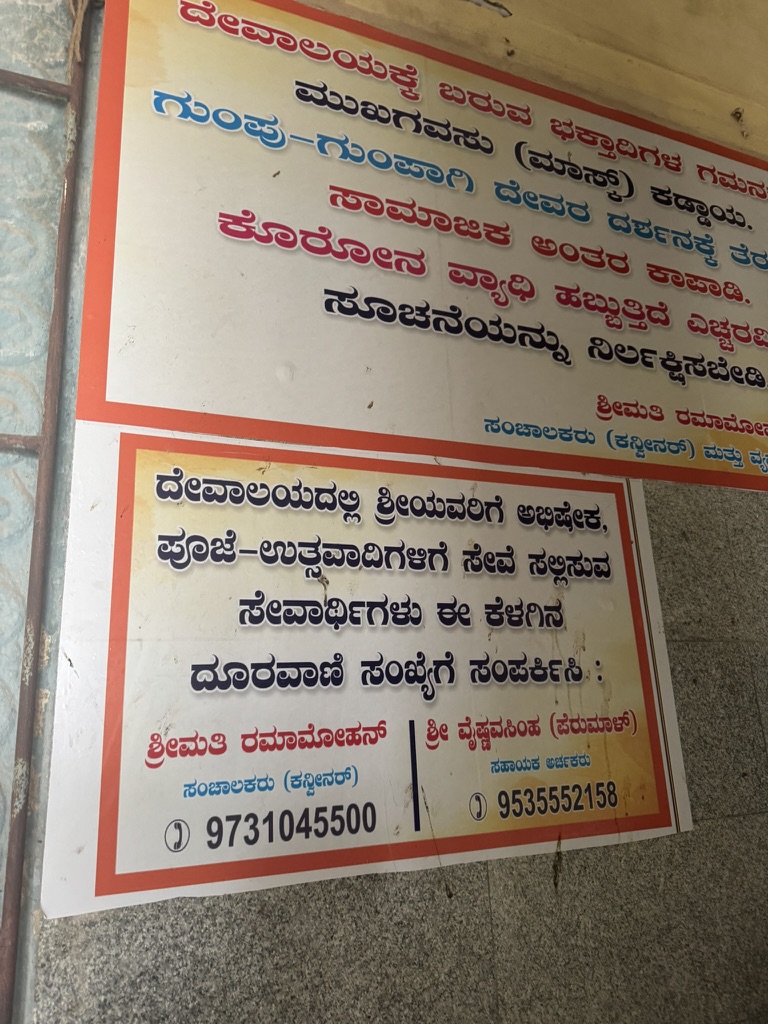 ದೇವಾಲಯಕ್ಕೆ ಬರುವ ಭಕ್ತಾದಿಗಳ
ಮುಖಗವಸು (ಮಾಸ್ಕ್) ಕಡ್ಡಾಯ.
ಗುಂಪು-ಗುಂಪಾಗಿ ದೇವರ ದರ್ಶನಕ್ಕೆ
ಸಾಮಾಜಿಕ ಅಂತರ ಕಾಪಾಡಿ.
ಕೊರೋನ ವ್ಯಾಧಿ ಹಬ್ಬುತ್ತಿದೆ
ಸೂಚನೆಯನ್ನು ನಿರ್ಲಕ್ಷಿಸಬೇಡಿ
ಶ್ರೀಮತಿ
ಸಂಚಾಲಕರು (ಕನ್ವೀನರ್) ಮತ್ತು
ದೇವಾಲಯದಲ್ಲಿ ಶ್ರೀಯವರಿಗೆ ಅಭಿಷೇಕ,
ಪೂಜೆ-ಉತ್ಸವಾದಿಗಳಿಗೆ ಸೇವೆ ಸಲ್ಲಿಸುವ
ಸೇವಾರ್ಥಿಗಳು ಈ ಕೆಳಗಿನ
ದೂರವಾಣಿ ಸಂಖ್ಯೆಗೆ ಸಂಪರ್ಕಿಸಿ :
ಶ್ರೀಮತಿ ರಮಾಮೋಹನ್
ಸಂಚಾಲಕರು (ಕನ್ವೀನರ್)
9731045500
ಶ್ರೀ ವೈಷ್ಣವಸಿಂಹ (ಪೆರುಮಾಳ್)
ಸಹಾಯಕ ಅರ್ಚಕರು
9535552158